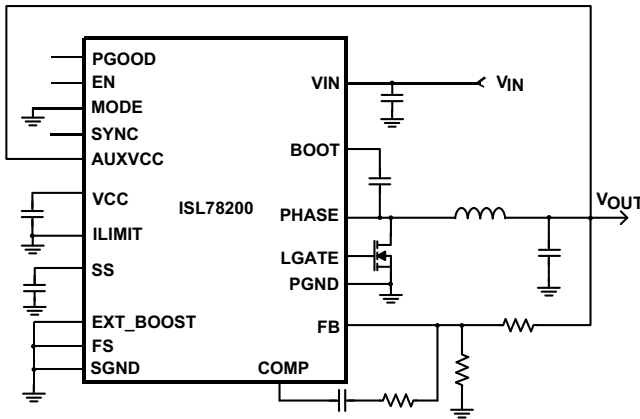 PGOOD
EN
MODE
SYNC
AUXVCC
VCC
ILIMIT
SS
EXT_BOOST
FS
SGND
ISL78200
VIN
BOOT
PHASE
LGATE
PGND
FB
COMP
VIN
VOUT